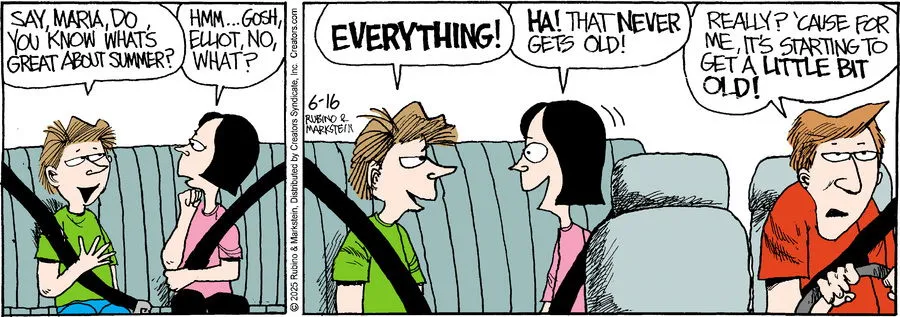 SAY, MARIA, DO
YOU KNOW WHAT'S
GREAT ABOUT SUMMER?
HMM... GOSH,
ELLIOT, NO,
WHAT?
© 2025 Rubino & Markstein, Distributed by Creators Syndicate, Inc. Creators.com
EVERYTHING!
6-16
RUBINO &
MARKSTEIN
HA! THAT NEVER
GETS OLD!
REALLY? 'CAUSE FOR
ME, IT'S STARTING TO
GET A LITTLE BIT
OLD!